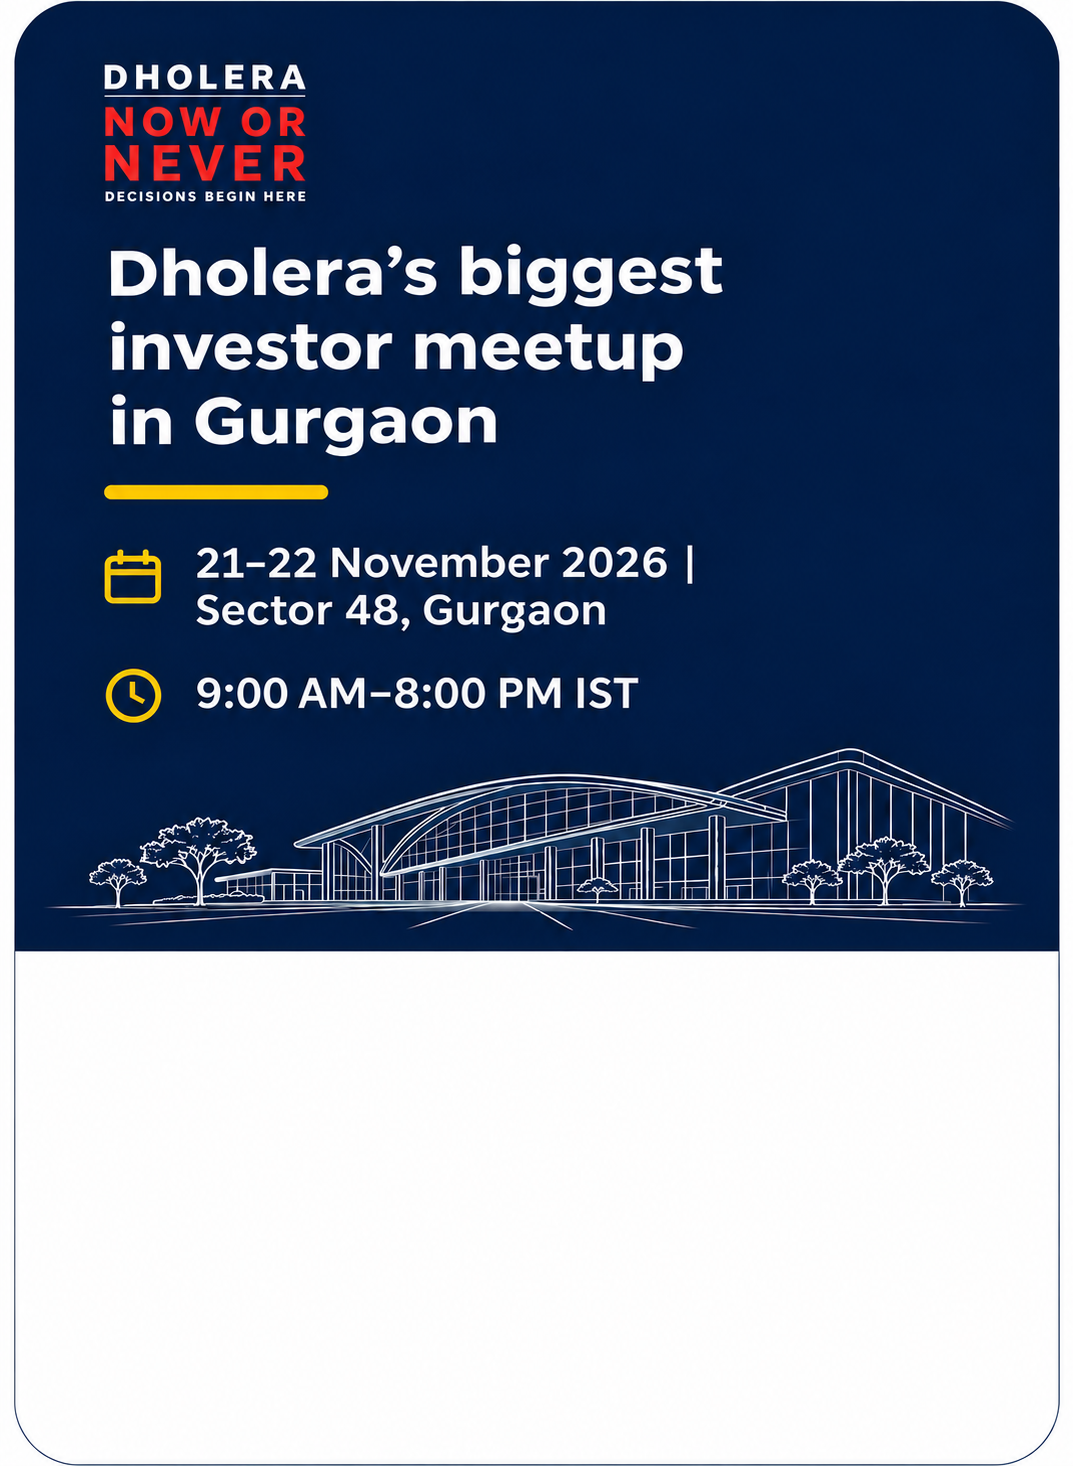 DHOLERA
NOW OR
NEVER
DECISIONS BEGIN HERE
Dholera’s biggest
investor meetup
in Gurgaon
21–22 November 2026 |
Sector 48, Gurgaon
9:00 AM–8:00 PM IST